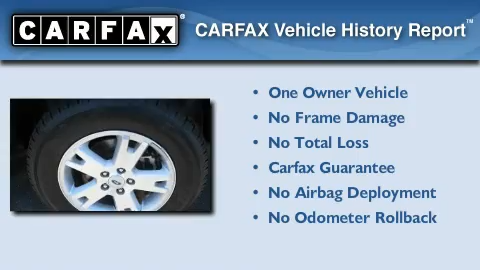 CARFAX® CARFAX Vehicle History Report™
• One Owner Vehicle
• No Frame Damage
• No Total Loss
• Carfax Guarantee
• No Airbag Deployment
• No Odometer Rollback